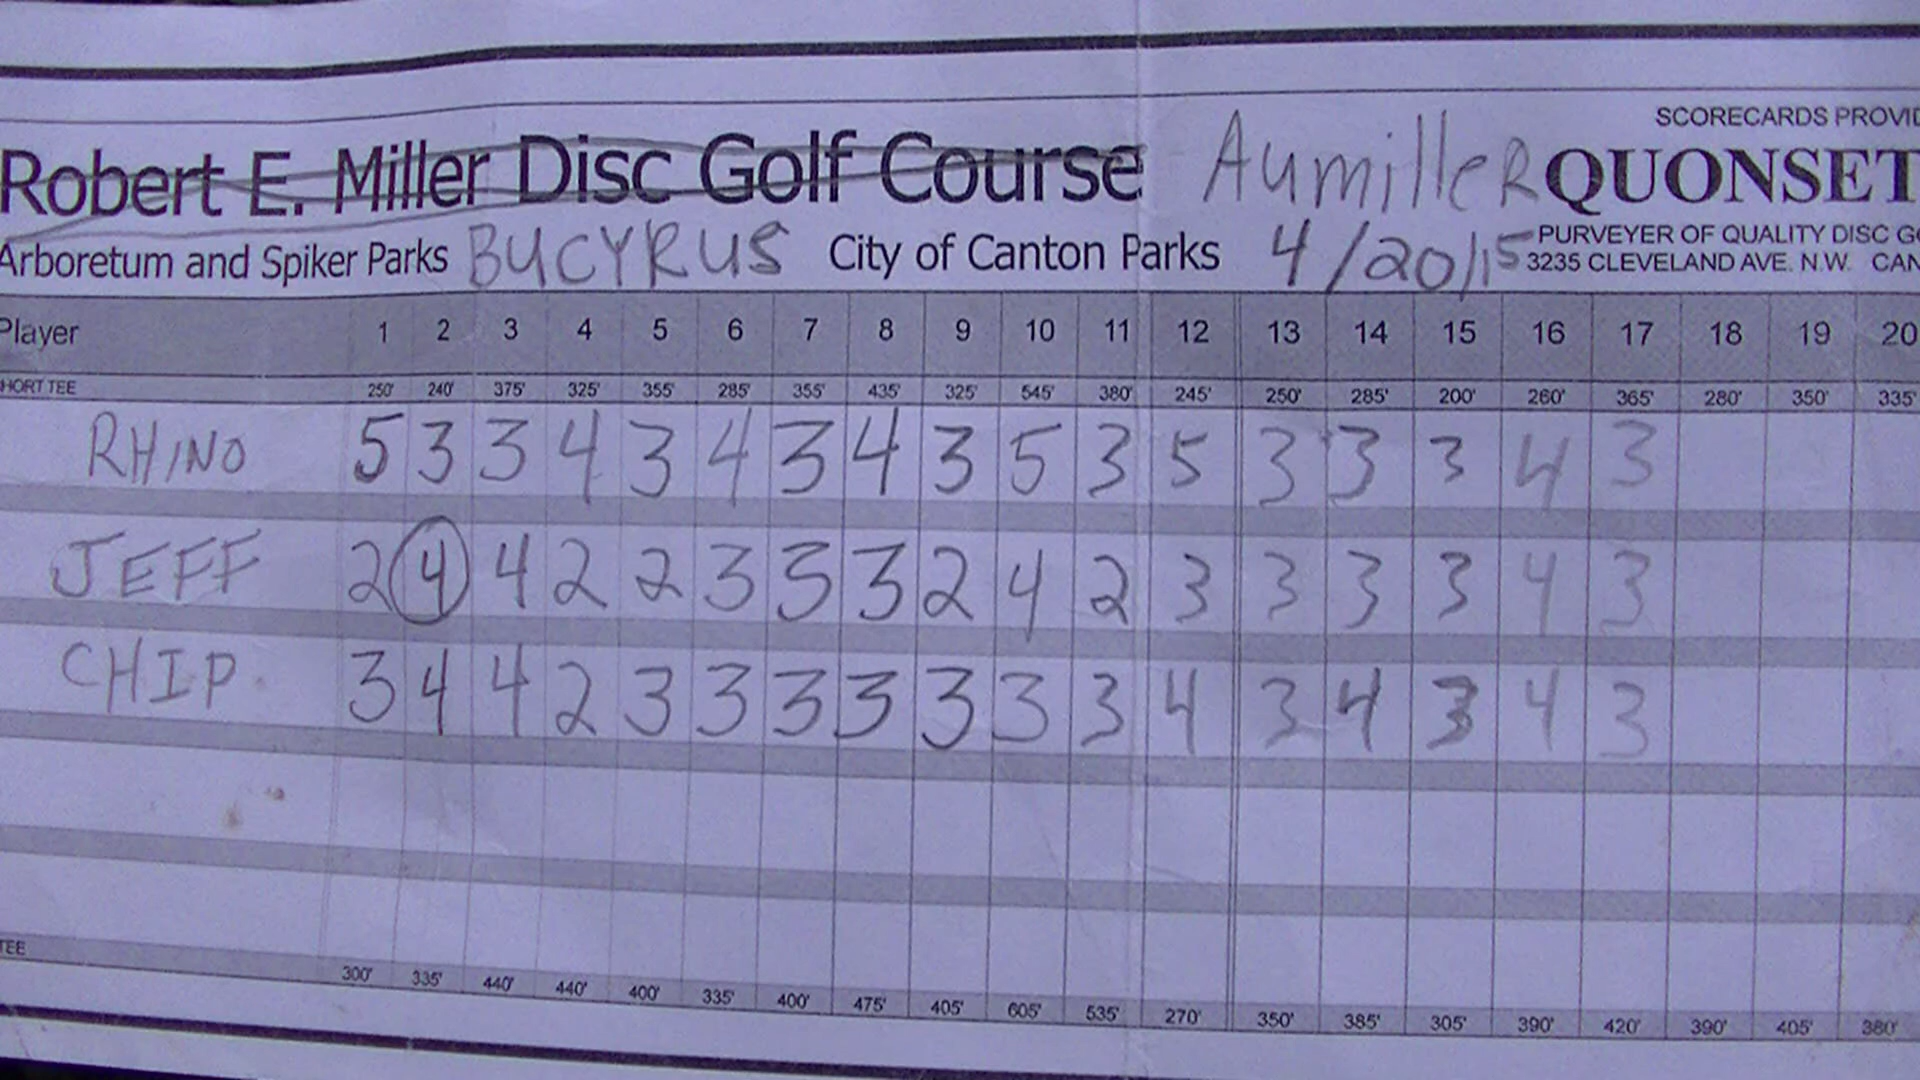 SCORECARDS PROVID
Robert E. Miller Disc Golf Course AumilleR QUONSET
Arboretum and Spiker Parks BUCYRUS City of Canton Parks 4/20/15 PURVEYER OF QUALITY DISC GO
3235 CLEVELAND AVE. N.W. CAN
Player 1 2 3 4 5 6 7 8 9 10 11 12 13 14 15 16 17 18 19 20
HORT TEE 250' 240' 375' 325' 355' 285' 355' 435' 325' 545' 380' 245' 250' 285' 200' 260' 365' 280' 350' 335'
RHINO 5 3 3 4 3 4 3 4 3 5 3 5 3 3 3 4 3
JEFF 2 4 4 2 2 3 3 3 2 4 2 3 3 3 3 4 3
CHIP 3 4 4 2 3 3 3 3 3 3 3 4 3 4 3 4 3
TEE 300' 335' 440' 440' 400' 335' 400' 475' 405' 605' 535' 270' 350' 385' 305' 390' 420' 390' 405' 380'